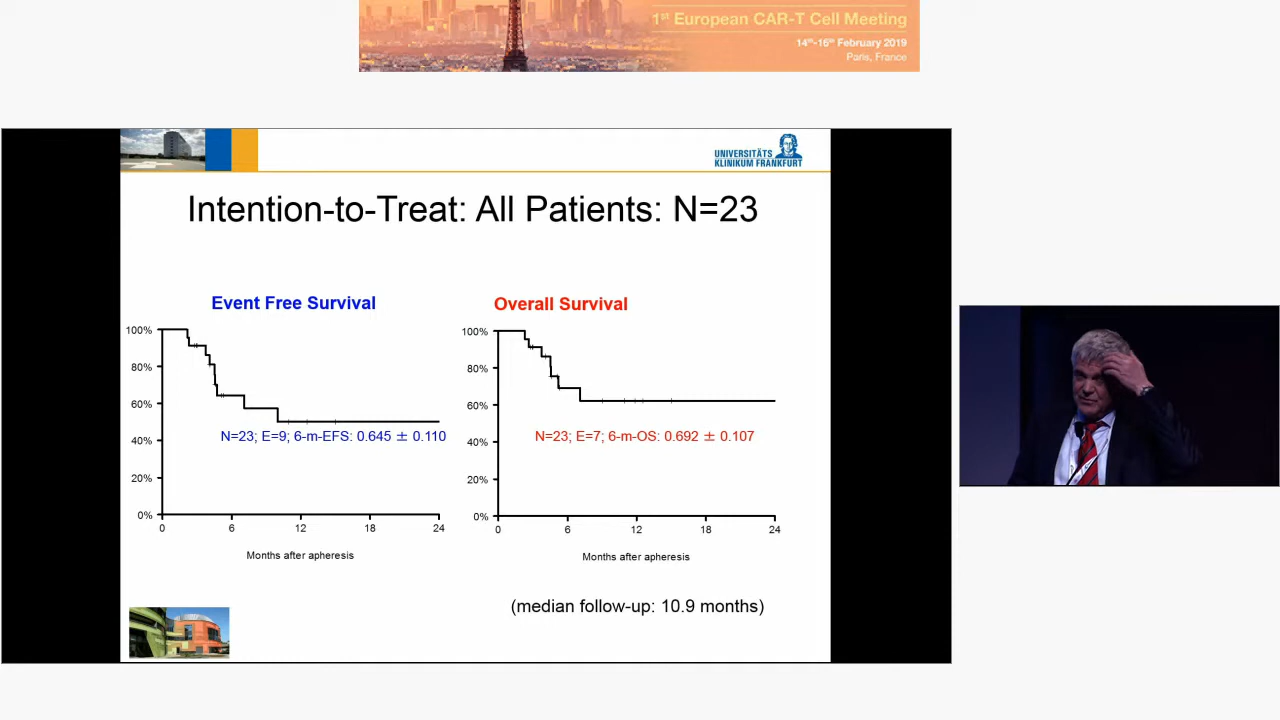 1st European CAR-T Cell Meeting
14th-16th February 2019
Paris, France
UNIVERSITÄTS
KLINIKUM FRANKFURT
Intention-to-Treat: All Patients: N=23
Event Free Survival
100%
80%
60%
40%
20%
0%
N=23; E=9; 6-m-EFS: 0.645 ± 0.110
0 6 12 18 24
Months after apheresis
Overall Survival
100%
80%
60%
40%
20%
0%
N=23; E=7; 6-m-OS: 0.692 ± 0.107
0 6 12 18 24
Months after apheresis
(median follow-up: 10.9 months)